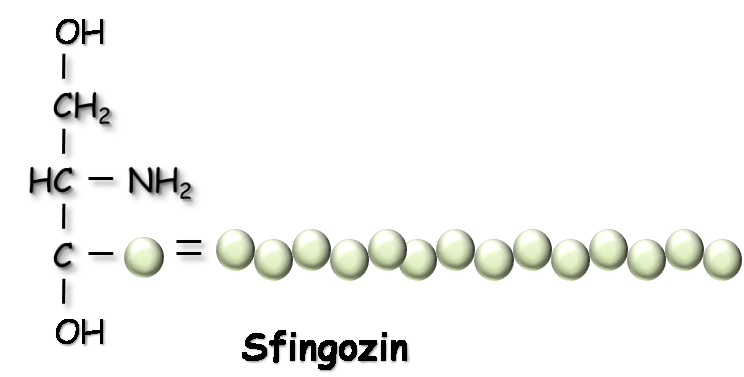 OH
CH₂
HC – NH₂
C – =
OH
Sfingozin